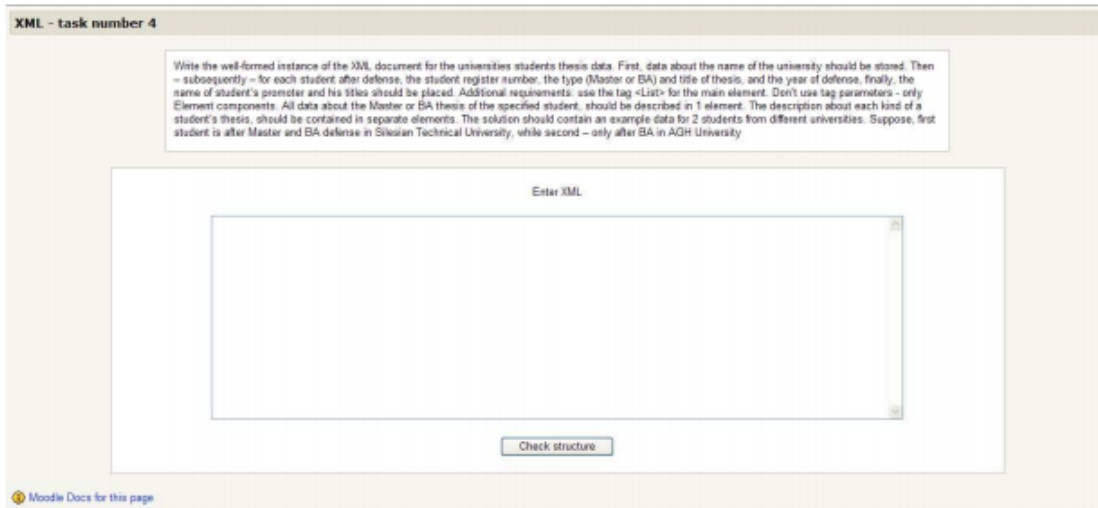 XML - task number 4
Write the well-formed instance of the XML document for the universities students thesis data. First, data about the name of the university should be stored. Then
– subsequently – for each student after defense, the student register number, the type (Master or BA) and title of thesis, and the year of defense, finally, the
name of student's promoter and his titles should be placed. Additional requirements: use the tag <List> for the main element. Don't use tag parameters - only
Element components. All data about the Master or BA thesis of the specified student, should be described in 1 element. The description about each kind of a
student's thesis, should be contained in separate elements. The solution should contain an example data for 2 students from different universities. Suppose, first
student is after Master and BA defense in Silesian Technical University, while second – only after BA in AGH University
Enter XML
Check structure
Moodle Docs for this page